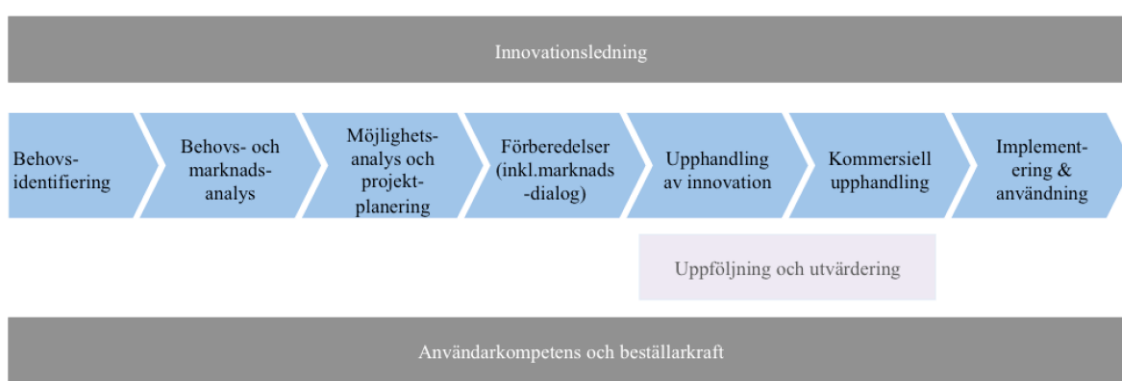 Innovationsledning
Behovs-
identifiering
Behovs- och
marknads-
analys
Möjlighets-
analys och
projekt-
planering
Förberedelser
(inkl.marknads
-dialog)
Upphandling
av innovation
Kommersiell
upphandling
Implement-
ering &
användning
Uppföljning och utvärdering
Användarkompetens och beställarkraft